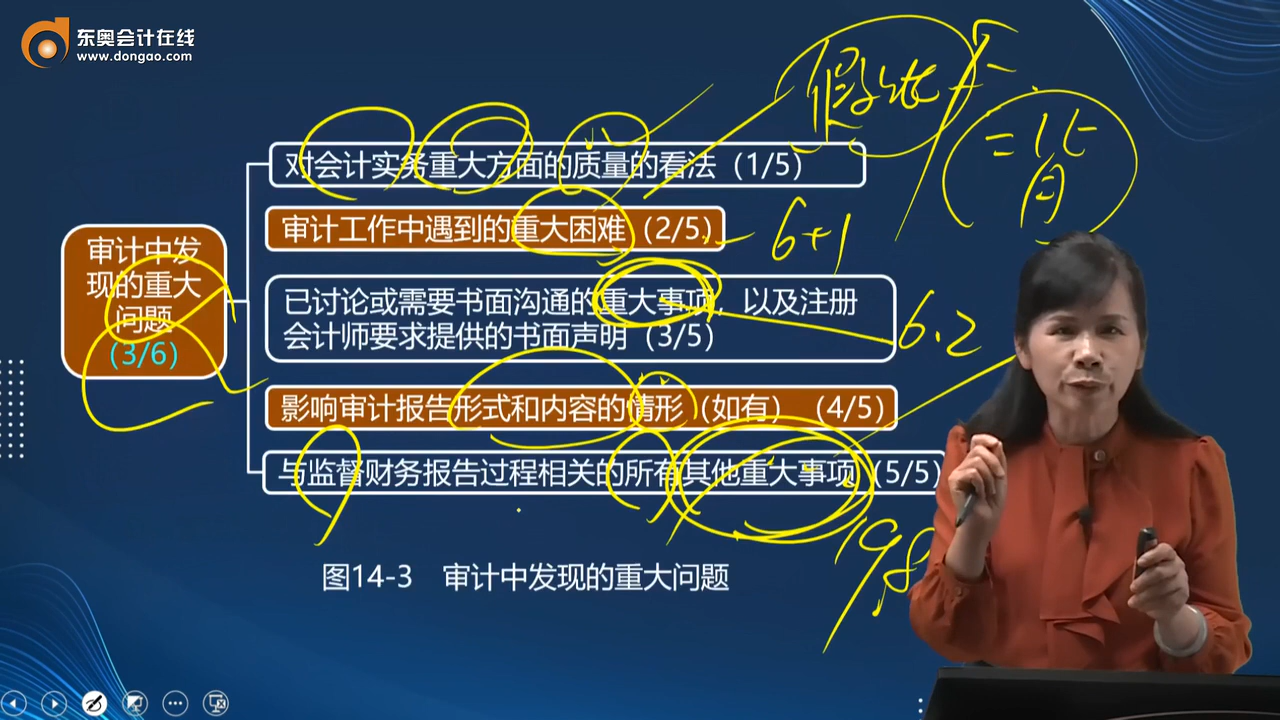 东奥会计在线
www.dongao.com
对会计实务重大方面的质量的看法（1/5）
审计工作中遇到的重大困难（2/5）
6+1
审计中发
现的重大
问题
（3/6）
已讨论或需要书面沟通的重大事项，以及注册
会计师要求提供的书面声明（3/5）
6.2
影响审计报告形式和内容的情形（如有）（4/5）
与监督财务报告过程相关的所有其他重大事项（5/5）
19.8
图14-3 审计中发现的重大问题